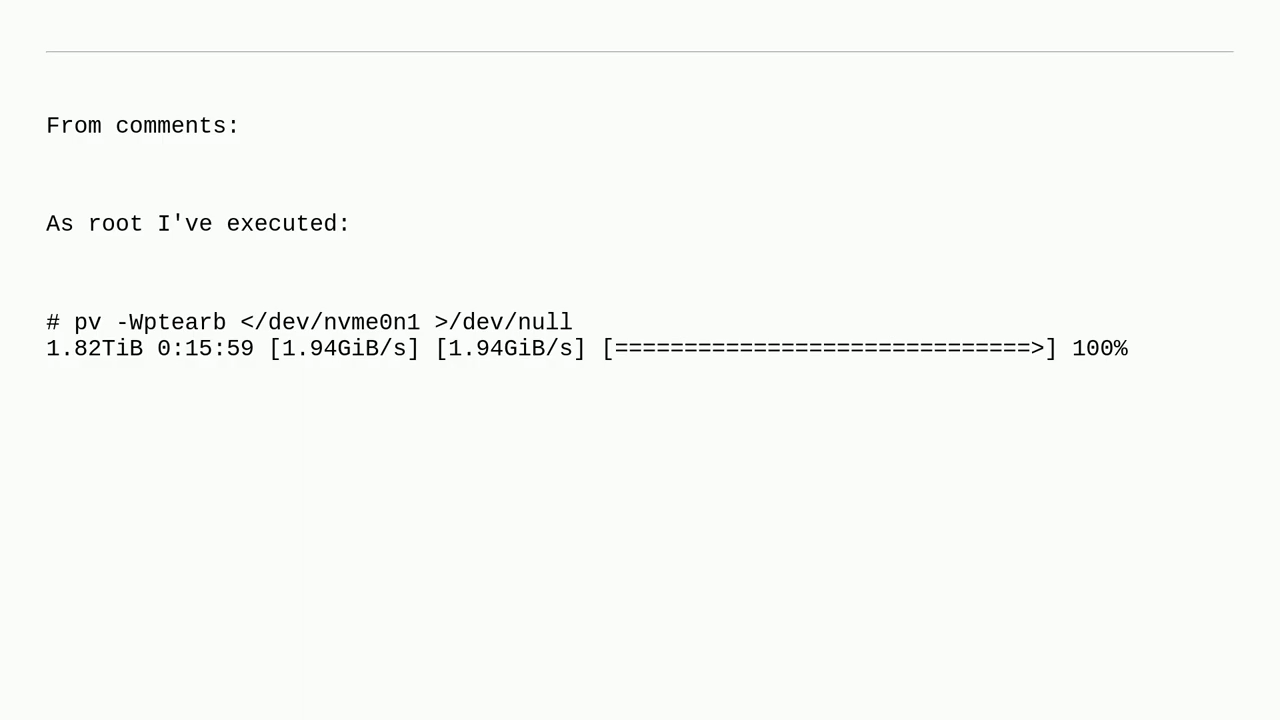 From comments:
As root I've executed:
# pv -Wptearb </dev/nvme0n1 >/dev/null
1.82TiB 0:15:59 [1.94GiB/s] [1.94GiB/s] [==============================>] 100%